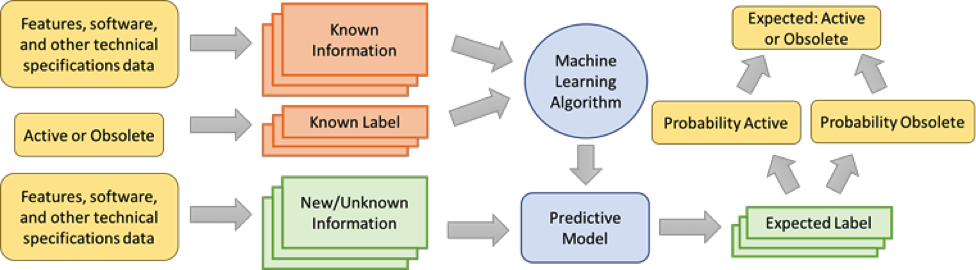 Features, software,
and other technical
specifications data
Known
Information
Machine
Learning
Algorithm
Expected: Active
or Obsolete
Active or Obsolete
Known Label
Probability Active
Probability Obsolete
Features, software,
and other technical
specifications data
New/Unknown
Information
Predictive
Model
Expected Label